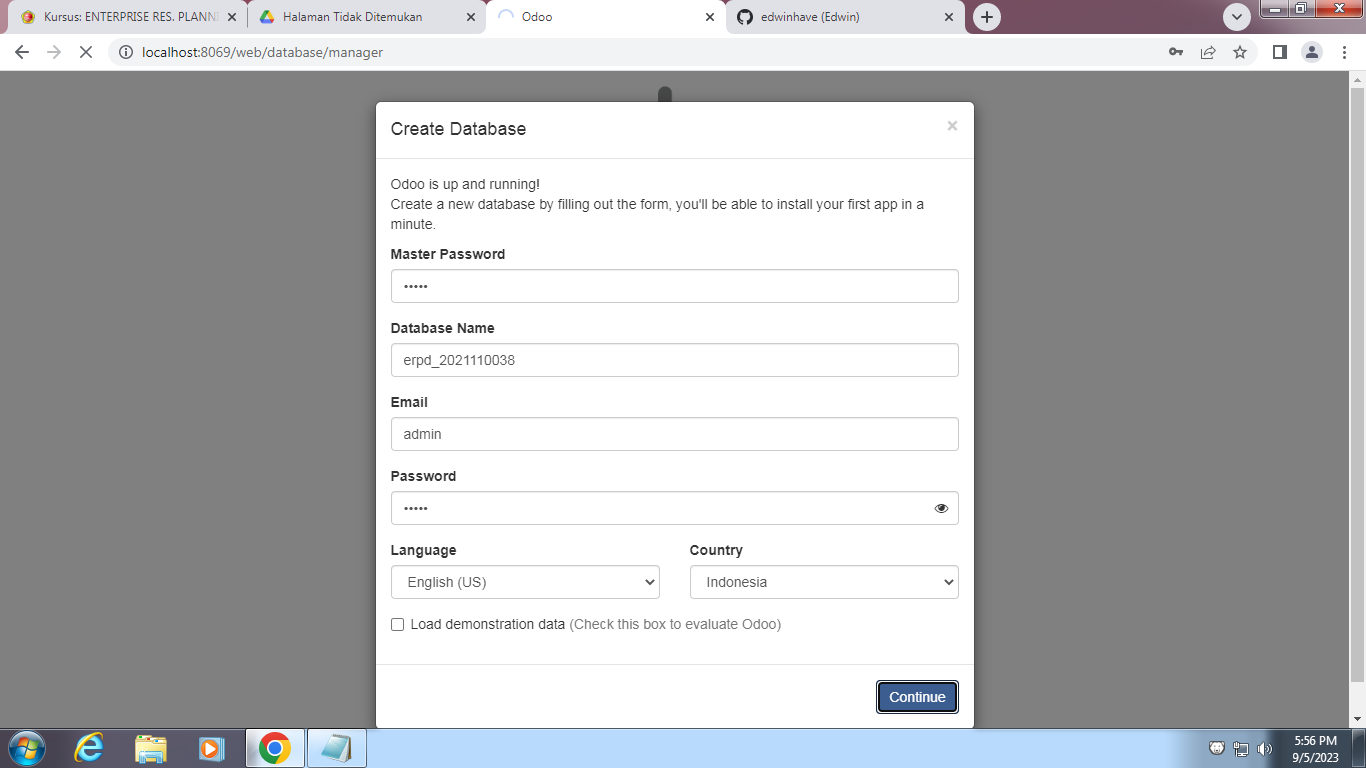 Kursus: ENTERPRISE RES. PLANNI
Halaman Tidak Ditemukan
Odoo
edwinhave (Edwin)
localhost:8069/web/database/manager
Create Database
×
Odoo is up and running!
Create a new database by filling out the form, you'll be able to install your first app in a
minute.
Master Password
•••••
Database Name
erpd_2021110038
Email
admin
Password
•••••
Language Country
English (US) Indonesia
Load demonstration data (Check this box to evaluate Odoo)
Continue
5:56 PM
9/5/2023